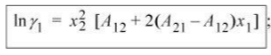 ln γ₁ = x₂² [A₁₂ + 2(A₂₁ − A₁₂)x₁] ;